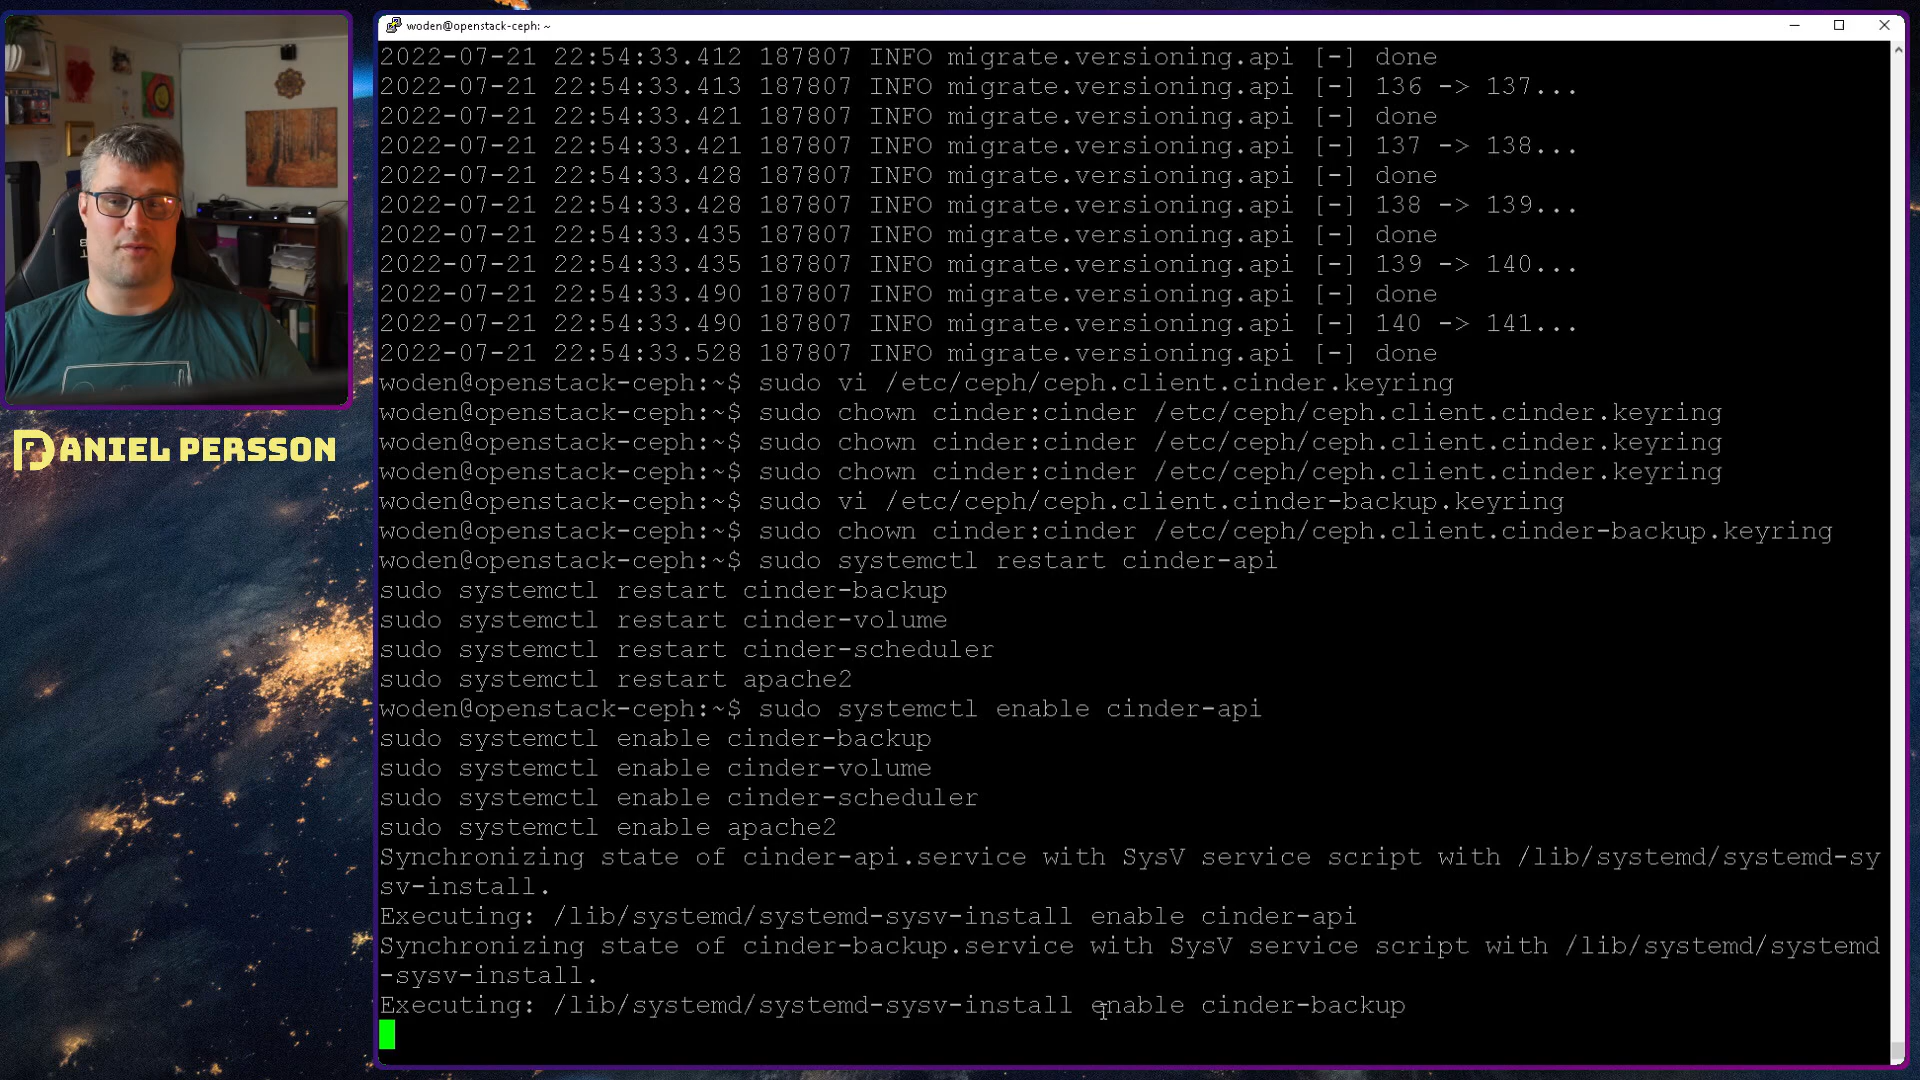 woden@openstack-ceph: ~
2022-07-21 22:54:33.412 187807 INFO migrate.versioning.api [-] done
2022-07-21 22:54:33.413 187807 INFO migrate.versioning.api [-] 136 -> 137...
2022-07-21 22:54:33.421 187807 INFO migrate.versioning.api [-] done
2022-07-21 22:54:33.421 187807 INFO migrate.versioning.api [-] 137 -> 138...
2022-07-21 22:54:33.428 187807 INFO migrate.versioning.api [-] done
2022-07-21 22:54:33.428 187807 INFO migrate.versioning.api [-] 138 -> 139...
2022-07-21 22:54:33.435 187807 INFO migrate.versioning.api [-] done
2022-07-21 22:54:33.435 187807 INFO migrate.versioning.api [-] 139 -> 140...
2022-07-21 22:54:33.490 187807 INFO migrate.versioning.api [-] done
2022-07-21 22:54:33.490 187807 INFO migrate.versioning.api [-] 140 -> 141...
2022-07-21 22:54:33.528 187807 INFO migrate.versioning.api [-] done
woden@openstack-ceph:~$ sudo vi /etc/ceph/ceph.client.cinder.keyring
woden@openstack-ceph:~$ sudo chown cinder:cinder /etc/ceph/ceph.client.cinder.keyring
woden@openstack-ceph:~$ sudo chown cinder:cinder /etc/ceph/ceph.client.cinder.keyring
woden@openstack-ceph:~$ sudo chown cinder:cinder /etc/ceph/ceph.client.cinder.keyring
woden@openstack-ceph:~$ sudo vi /etc/ceph/ceph.client.cinder-backup.keyring
woden@openstack-ceph:~$ sudo chown cinder:cinder /etc/ceph/ceph.client.cinder-backup.keyring
woden@openstack-ceph:~$ sudo systemctl restart cinder-api
sudo systemctl restart cinder-backup
sudo systemctl restart cinder-volume
sudo systemctl restart cinder-scheduler
sudo systemctl restart apache2
woden@openstack-ceph:~$ sudo systemctl enable cinder-api
sudo systemctl enable cinder-backup
sudo systemctl enable cinder-volume
sudo systemctl enable cinder-scheduler
sudo systemctl enable apache2
Synchronizing state of cinder-api.service with SysV service script with /lib/systemd/systemd-sy
sv-install.
Executing: /lib/systemd/systemd-sysv-install enable cinder-api
Synchronizing state of cinder-backup.service with SysV service script with /lib/systemd/systemd
-sysv-install.
Executing: /lib/systemd/systemd-sysv-install enable cinder-backup
DANIEL PERSSON